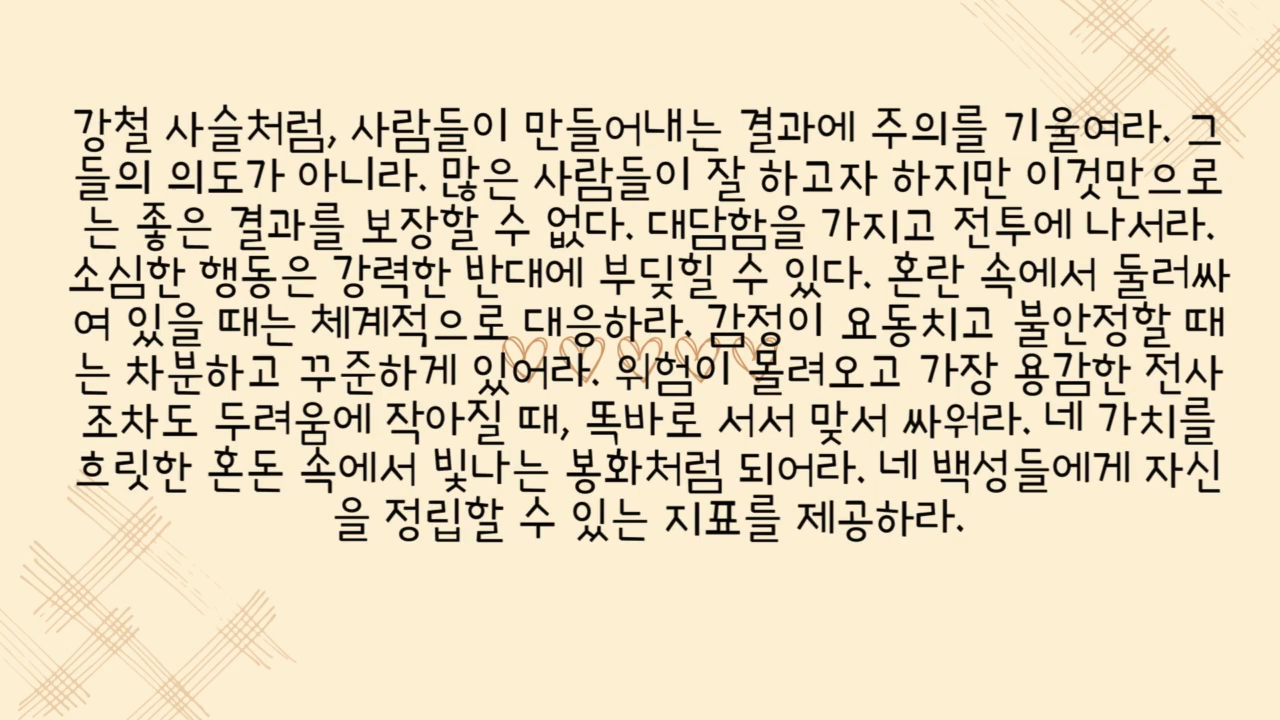 강철 사슬처럼, 사람들이 만들어내는 결과에 주의를 기울여라. 그
들의 의도가 아니라. 많은 사람들이 잘 하고자 하지만 이것만으로
는 좋은 결과를 보장할 수 없다. 대담함을 가지고 전투에 나서라.
소심한 행동은 강력한 반대에 부딪힐 수 있다. 혼란 속에서 둘러싸
여 있을 때는 체계적으로 대응하라. 감정이 요동치고 불안정할 때
는 차분하고 꾸준하게 있어라. 위험이 몰려오고 가장 용감한 전사
조차도 두려움에 작아질 때, 똑바로 서서 맞서 싸워라. 네 가치를
흐릿한 혼돈 속에서 빛나는 봉화처럼 되어라. 네 백성들에게 자신
을 정립할 수 있는 지표를 제공하라.